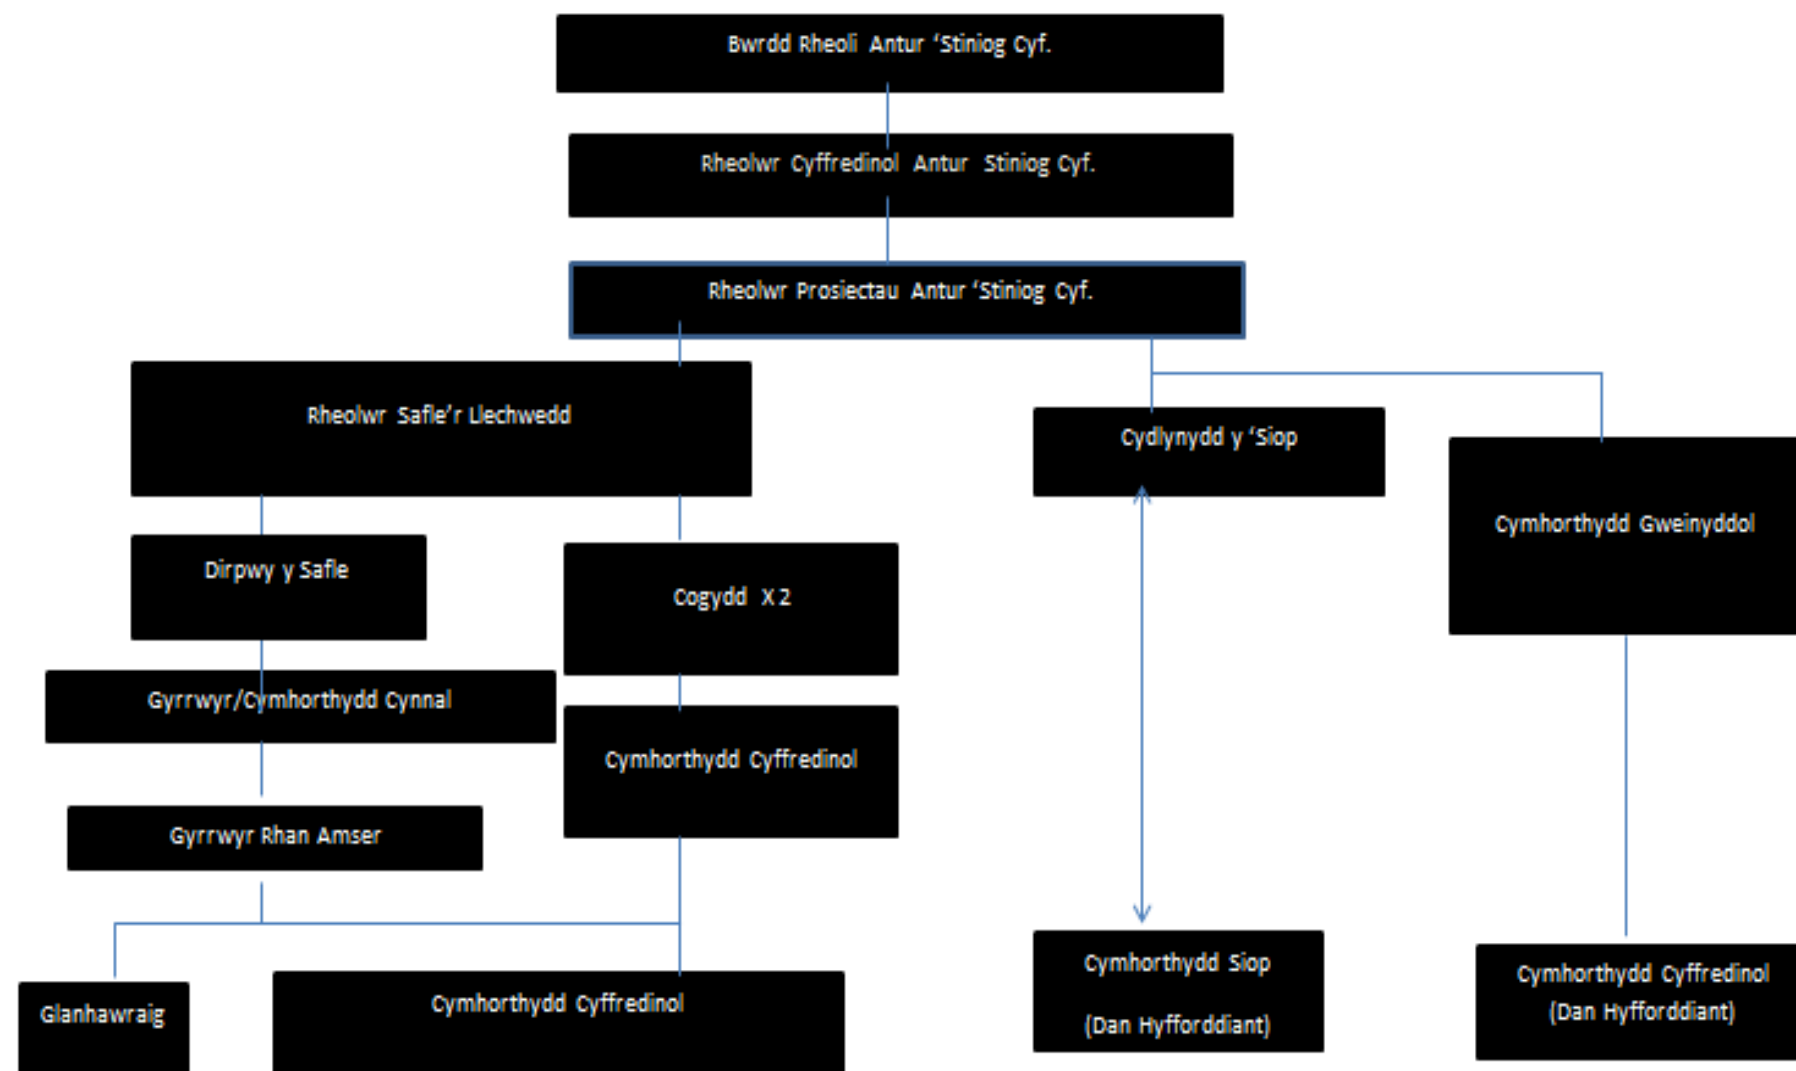 Bwrdd Rheoli Antur ‘Stiniog Cyf.
Rheolwr Cyffredinol Antur Stiniog Cyf.
Rheolwr Prosiectau Antur ‘Stiniog Cyf.
Rheolwr Safle’r Llechwedd
Cydlynydd y ‘Siop
Cymhorthydd Gweinyddol
Dirpwy y Safle
Cogydd X 2
Gyrrwyr/Cymhorthydd Cynnal
Cymhorthydd Cyffredinol
Gyrrwyr Rhan Amser
Glanhawraig
Cymhorthydd Cyffredinol
Cymhorthydd Siop
(Dan Hyfforddiant)
Cymhorthydd Cyffredinol
(Dan Hyfforddiant)